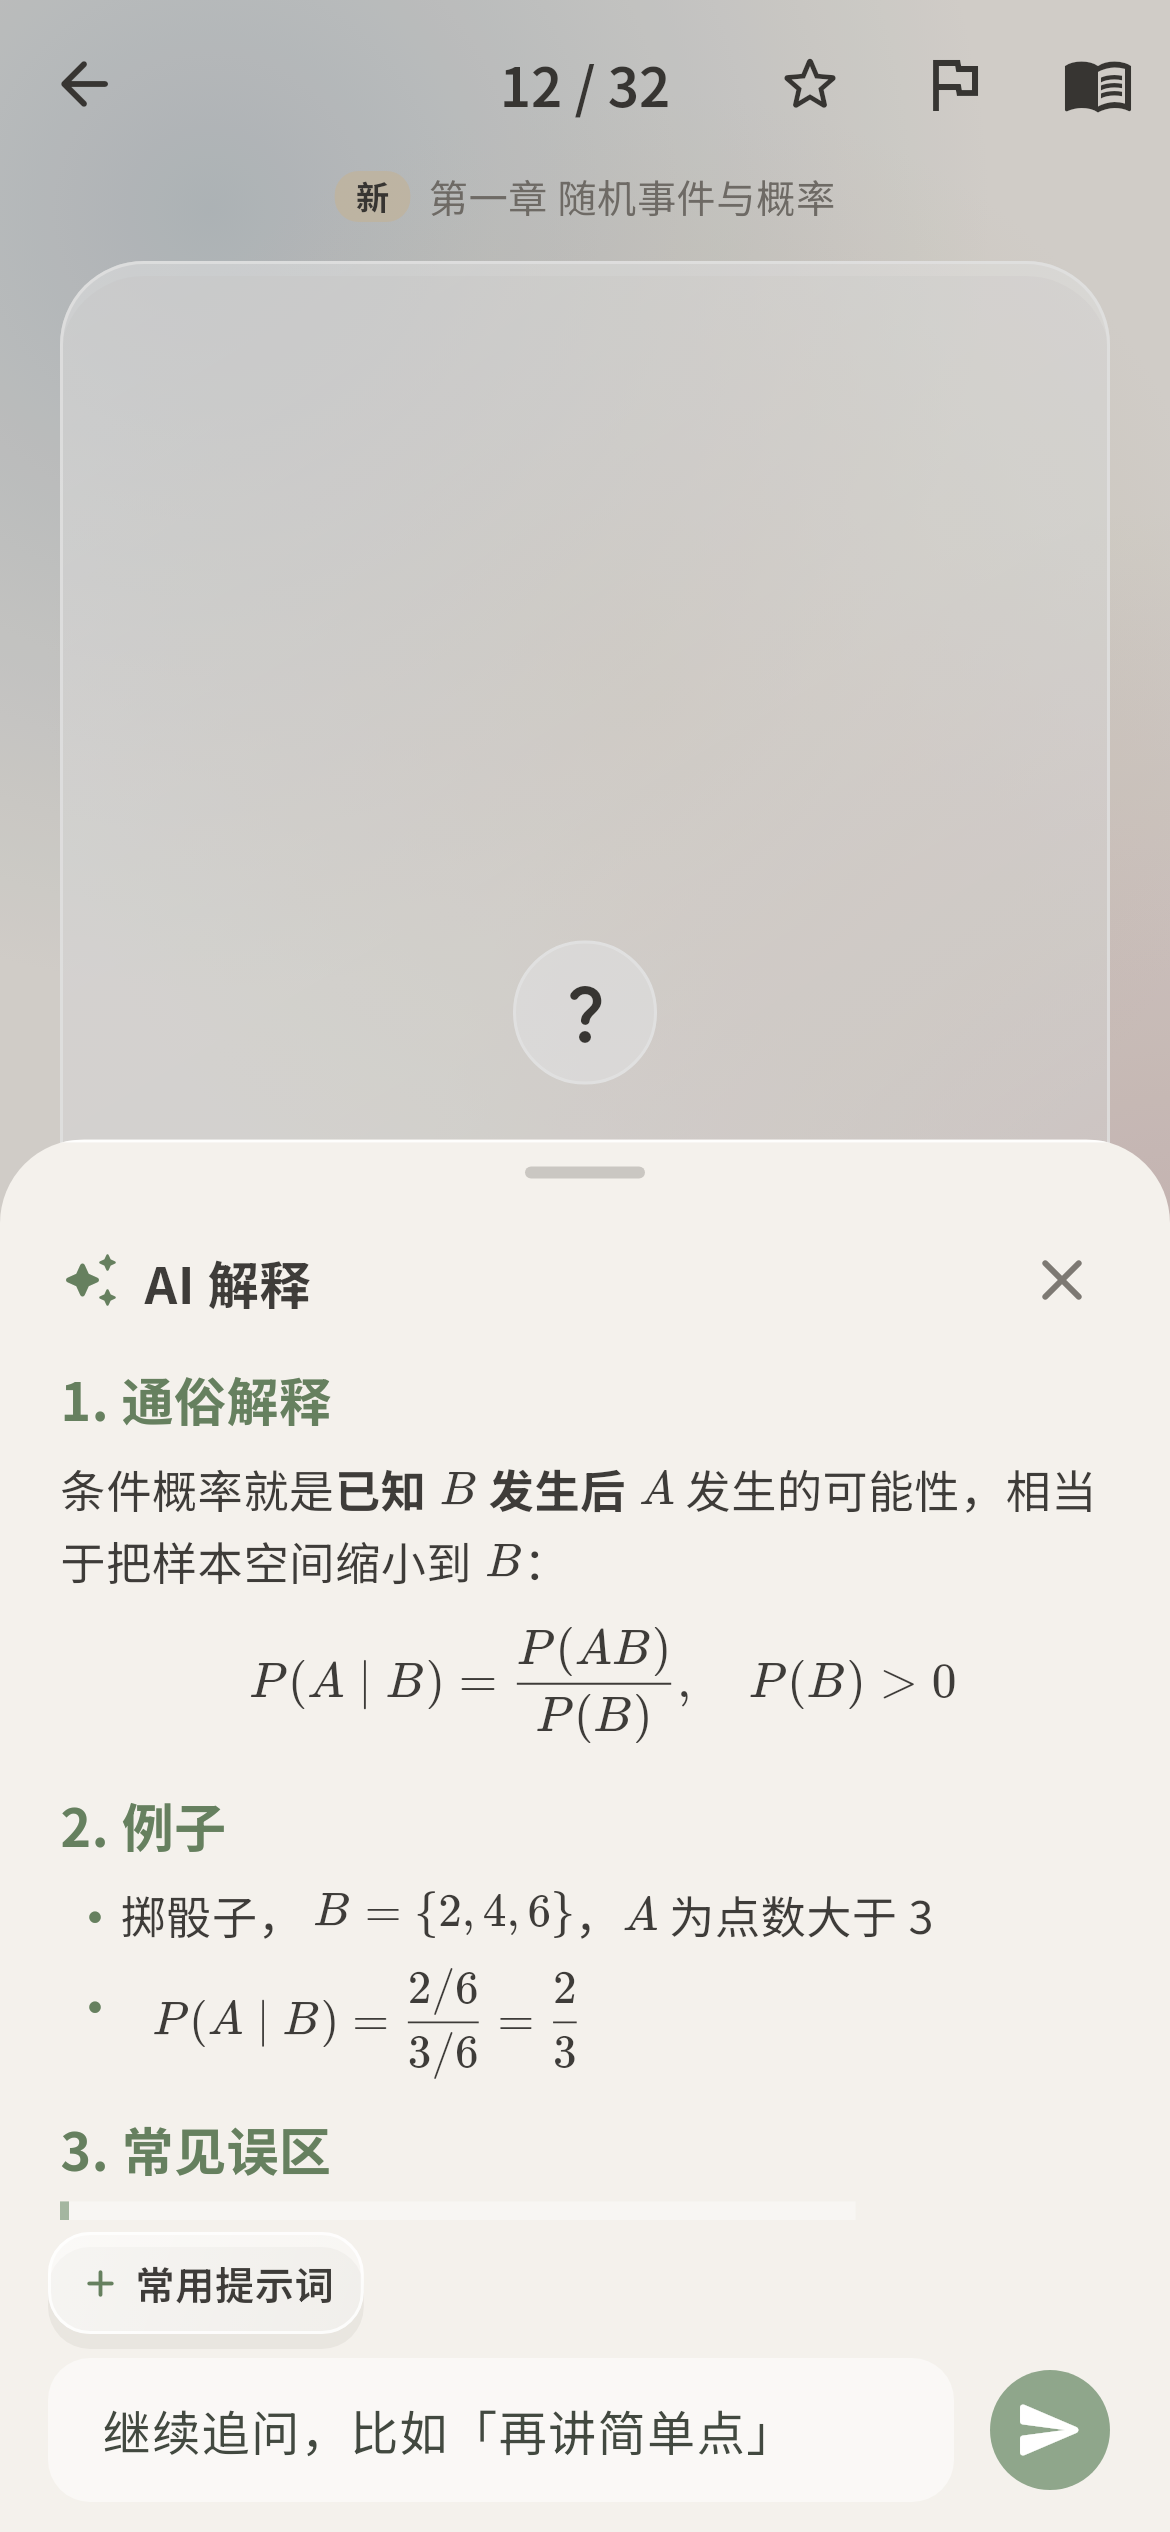 12 / 32
新 第一章 随机事件与概率
?
AI 解释
1. 通俗解释
条件概率就是已知 B 发生后 A 发生的可能性，相当
于把样本空间缩小到 B：
P(A | B) = P(AB) / P(B), P(B) > 0
2. 例子
• 掷骰子， B = {2, 4, 6}，A 为点数大于 3
• P(A | B) = (2/6) / (3/6) = 2/3
3. 常见误区
+ 常用提示词
继续追问，比如「再讲简单点」